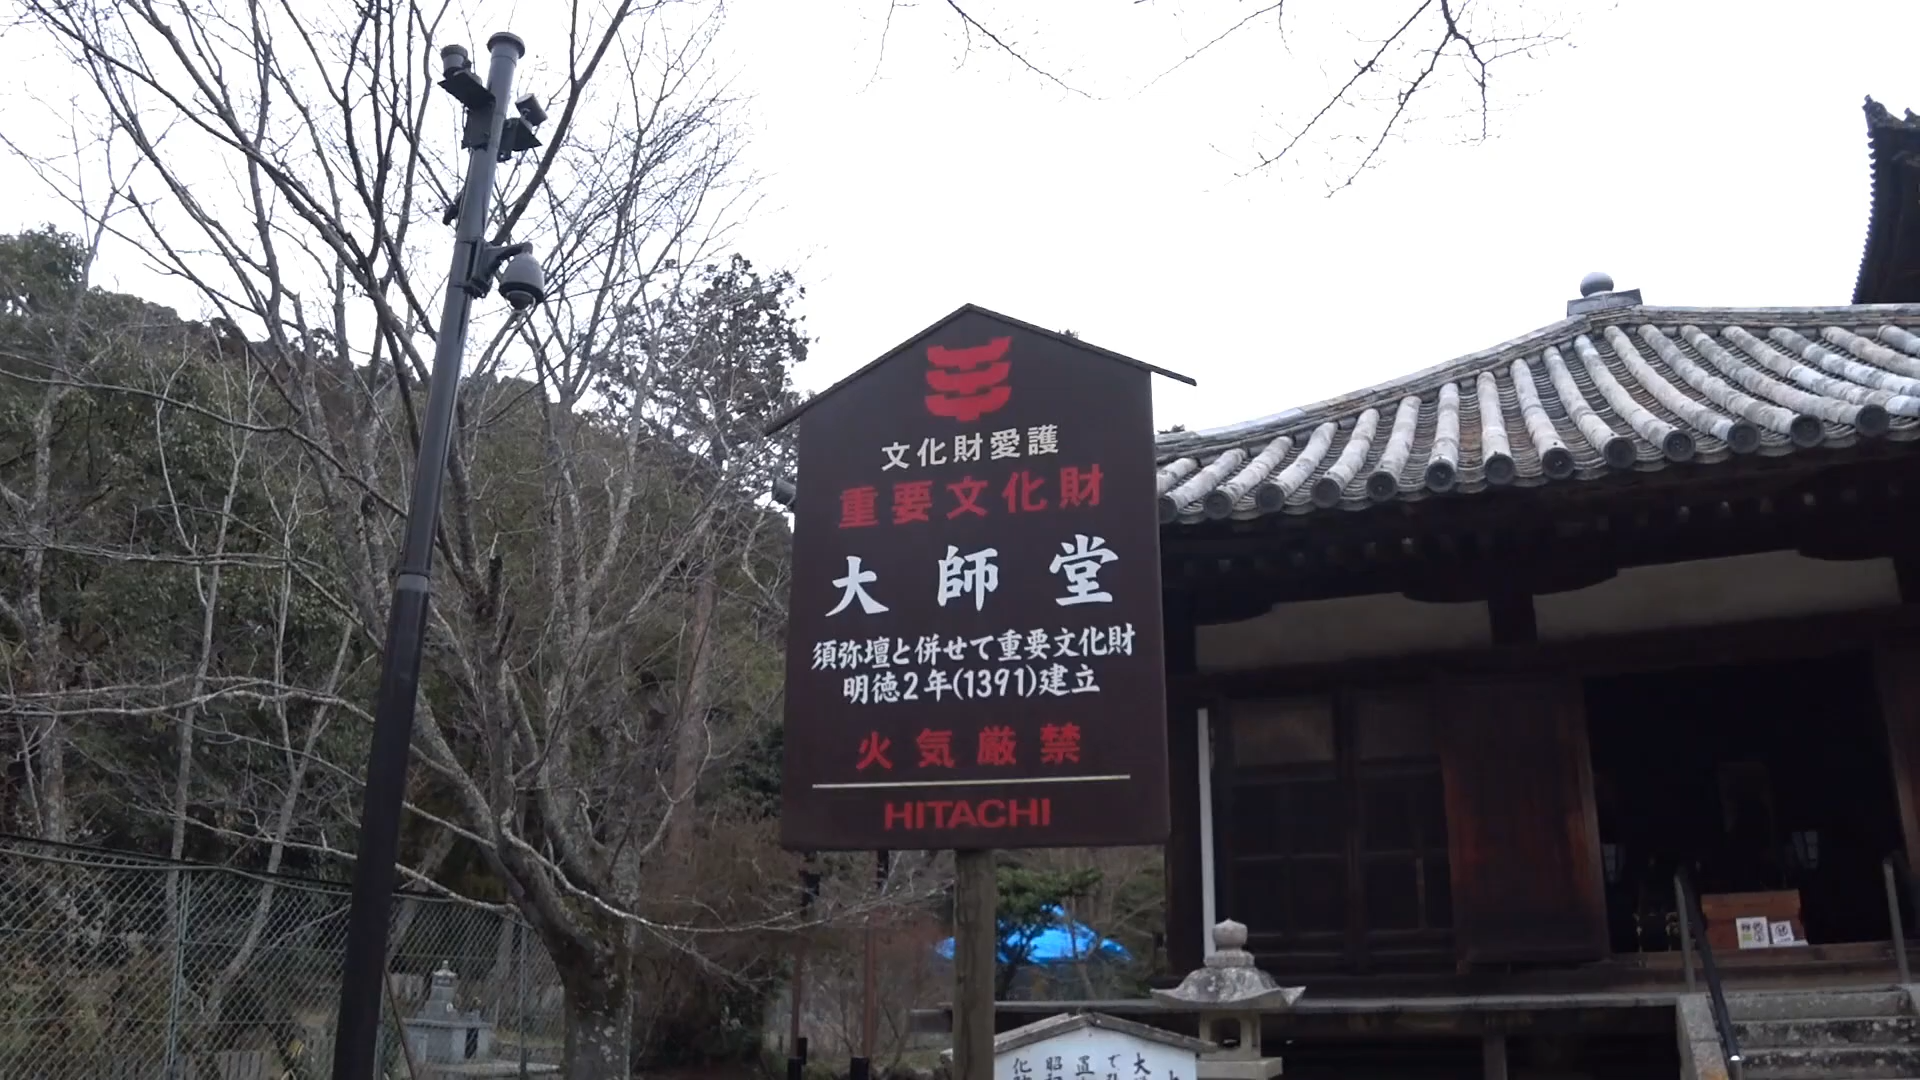 文化財愛護
重要文化財
大師堂
須弥壇と併せて重要文化財
明徳2年(1391)建立
火気厳禁
HITACHI